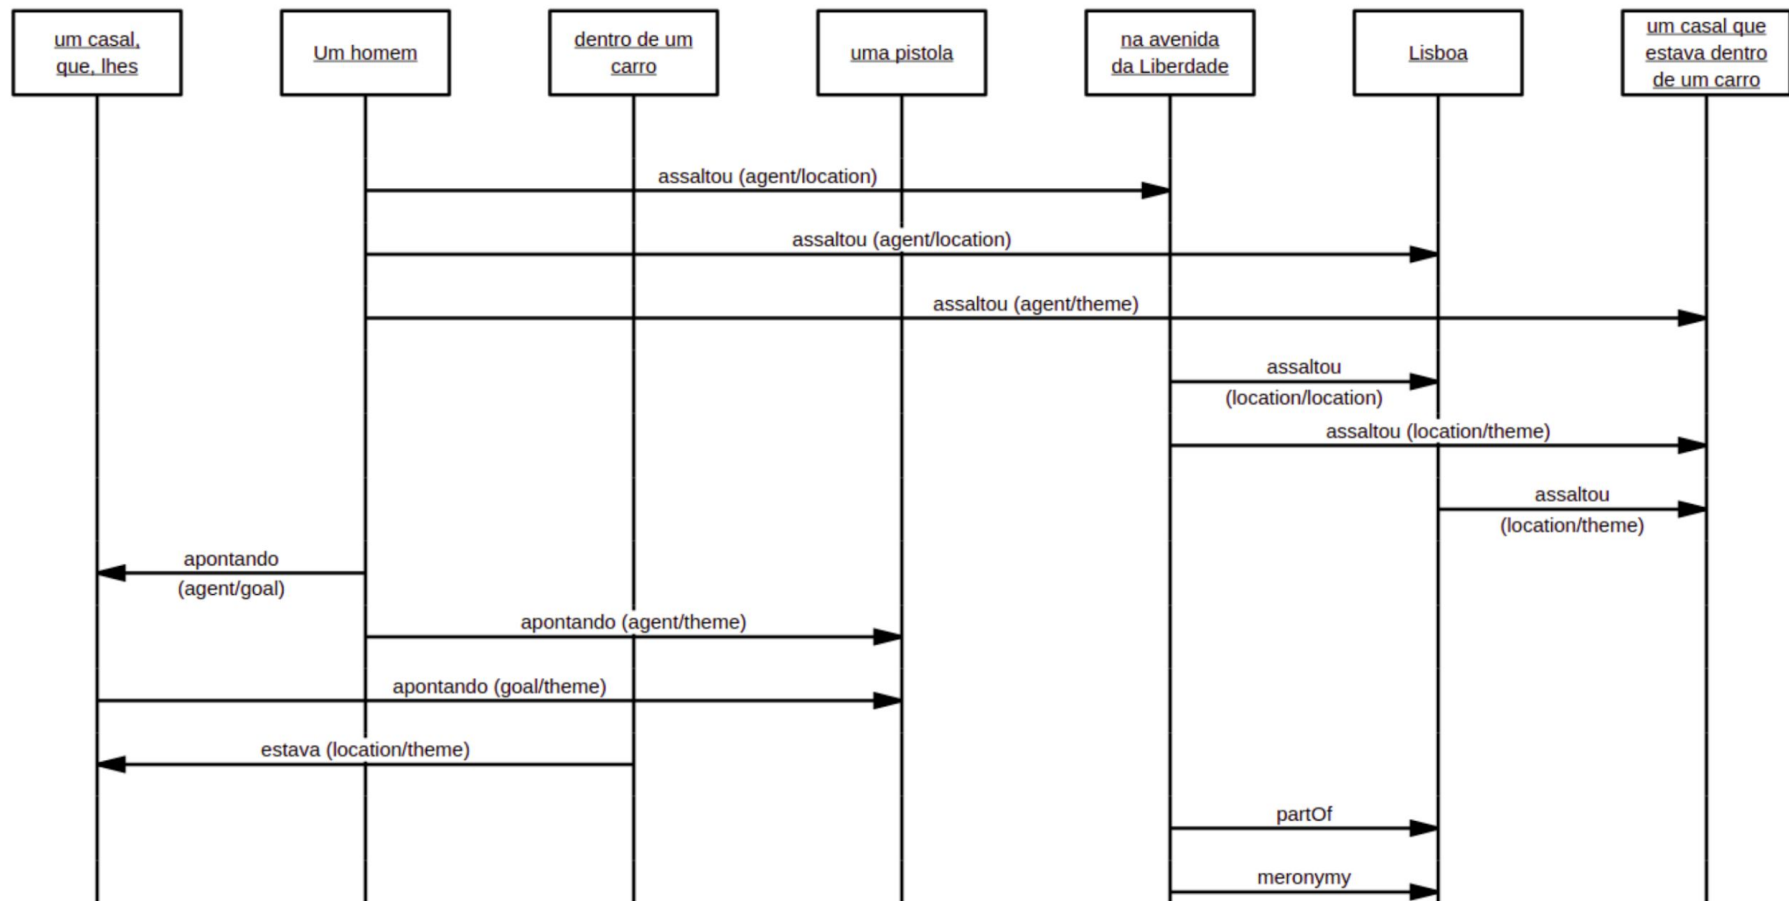 um casal,
que, lhes
Um homem
dentro de um
carro
uma pistola
na avenida
da Liberdade
Lisboa
um casal que
estava dentro
de um carro
assaltou (agent/location)
assaltou (agent/location)
assaltou (agent/theme)
assaltou
(location/location)
assaltou (location/theme)
assaltou
(location/theme)
apontando
(agent/goal)
apontando (agent/theme)
apontando (goal/theme)
estava (location/theme)
partOf
meronymy